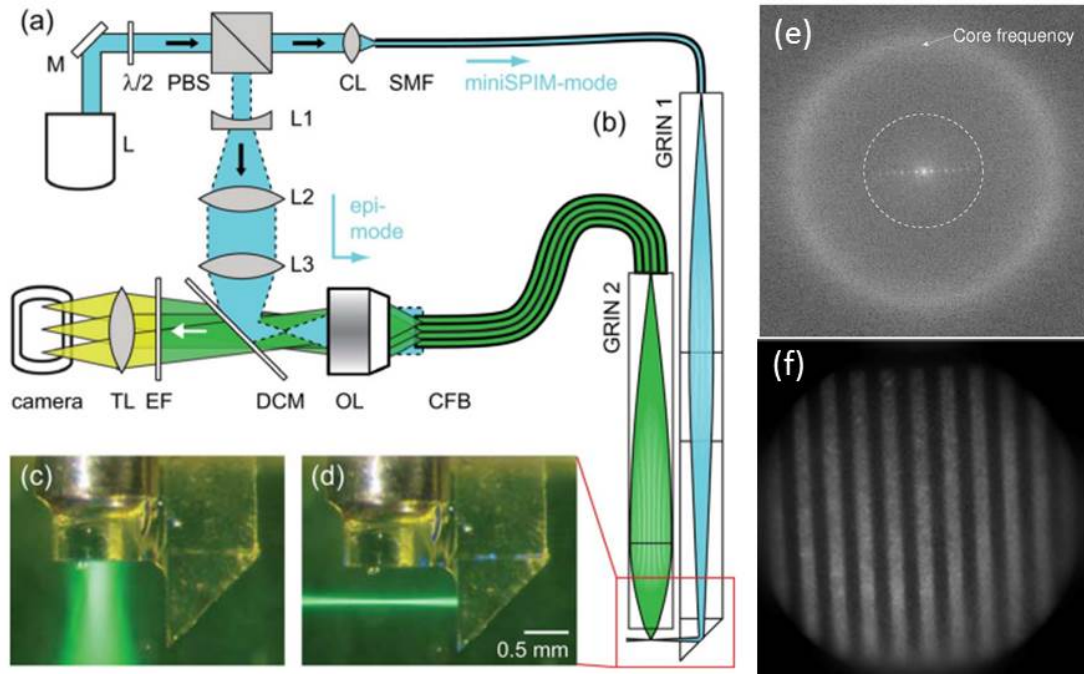 (a)
M
λ/2
PBS
CL
SMF
miniSPIM-mode
L
L1
L2
epi-
mode
L3
(b)
GRIN 1
GRIN 2
camera
TL
EF
DCM
OL
CFB
(c)
(d)
0.5 mm
(e)
Core frequency
(f)